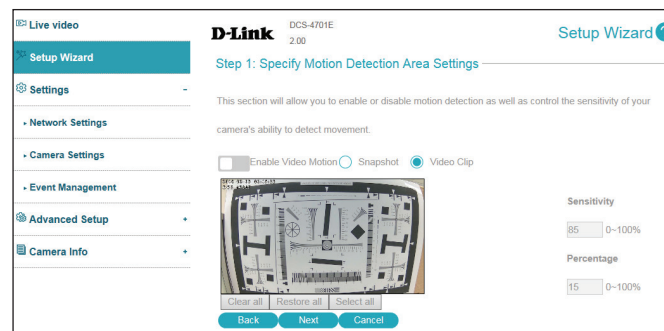 Live video
Setup Wizard
Settings -
Network Settings
Camera Settings
Event Management
Advanced Setup +
Camera Info +
D-Link
DCS-4701E
2.00
Setup Wizard
Step 1: Specify Motion Detection Area Settings
This section will allow you to enable or disable motion detection as well as control the sensitivity of your
camera's ability to detect movement.
Enable Video Motion Snapshot Video Clip
Sensitivity
85 0~100%
Percentage
15 0~100%
Clear all Restore all Select all
Back Next Cancel